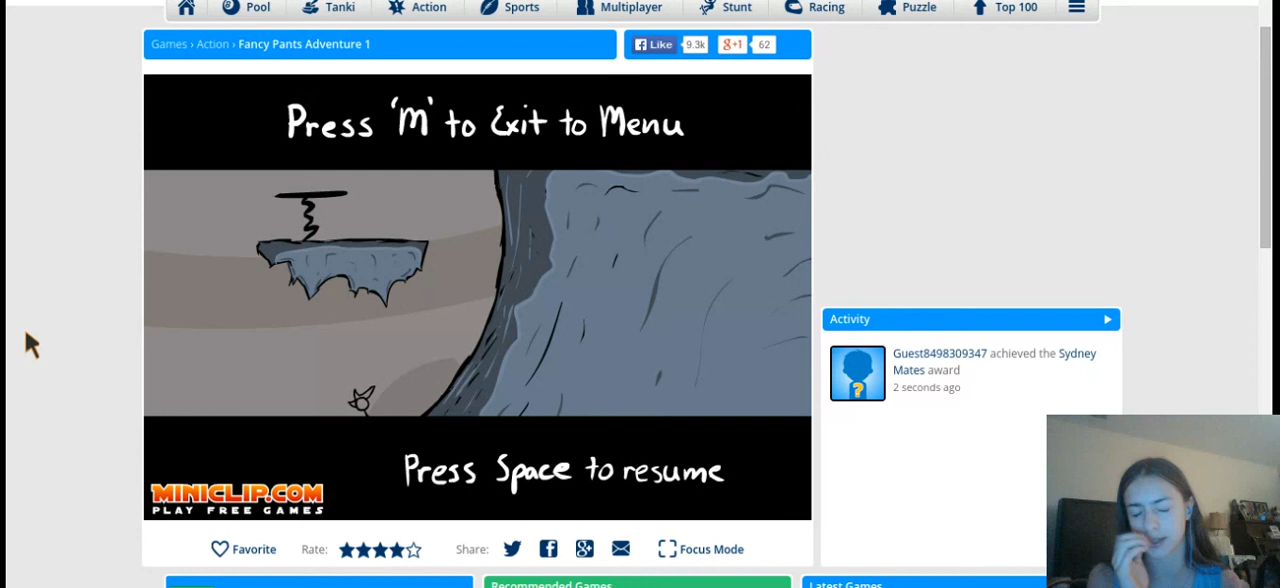 Pool Tanki Action Sports Multiplayer Stunt Racing Puzzle Top 100
Games › Action › Fancy Pants Adventure 1
Like 9.3k g+1 62
Press 'M' to Exit to Menu
Activity
Guest8498309347 achieved the Sydney
Mates award
2 seconds ago
Press Space to resume
MINICLIP.COM
PLAY FREE GAMES
Favorite Rate: Share: Focus Mode
Recommended Games
Latest Games